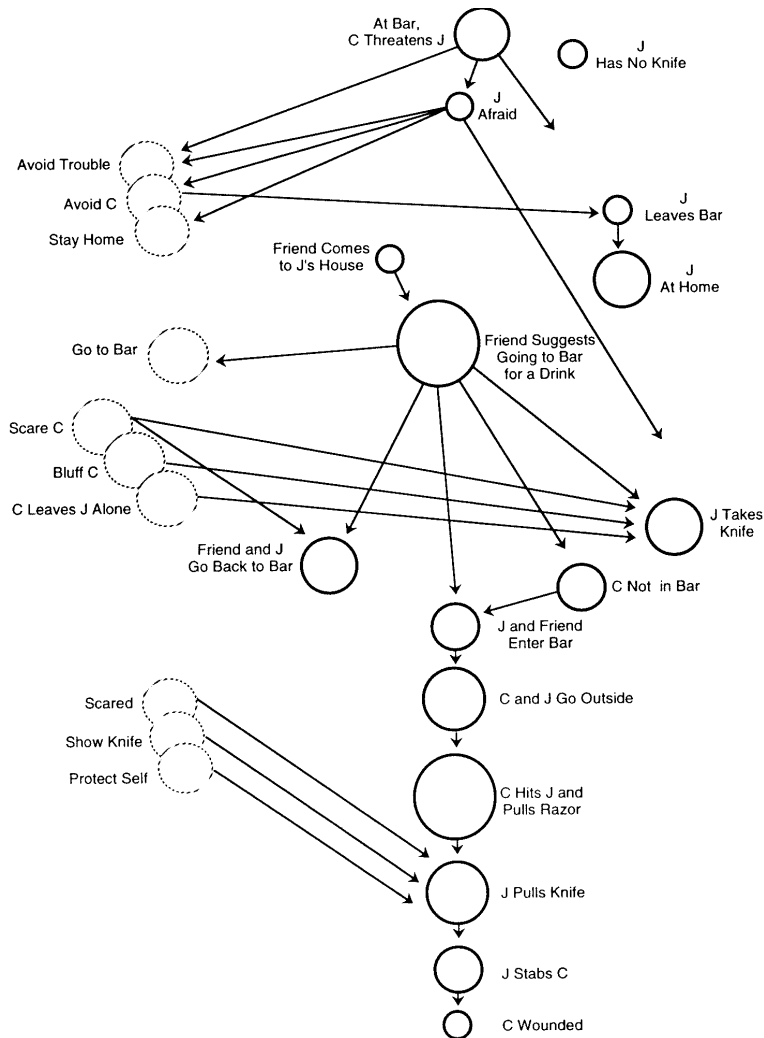 At Bar,
C Threatens J
J
Has No Knife
J
Afraid
Avoid Trouble
Avoid C
Stay Home
J
Leaves Bar
J
At Home
Friend Comes
to J's House
Friend Suggests
Going to Bar
for a Drink
Go to Bar
Scare C
Bluff C
C Leaves J Alone
J Takes
Knife
Friend and J
Go Back to Bar
C Not in Bar
J and Friend
Enter Bar
C and J Go Outside
Scared
Show Knife
Protect Self
C Hits J and
Pulls Razor
J Pulls Knife
J Stabs C
C Wounded